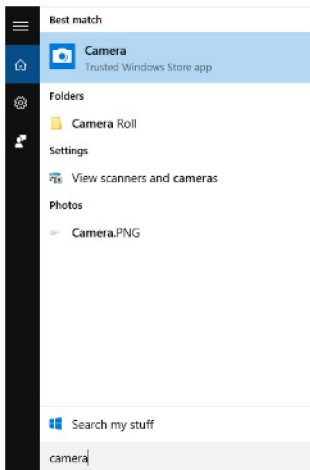 Best match
Camera
Trusted Windows Store app
Folders
Camera Roll
Settings
View scanners and cameras
Photos
Camera.PNG
Search my stuff
camera